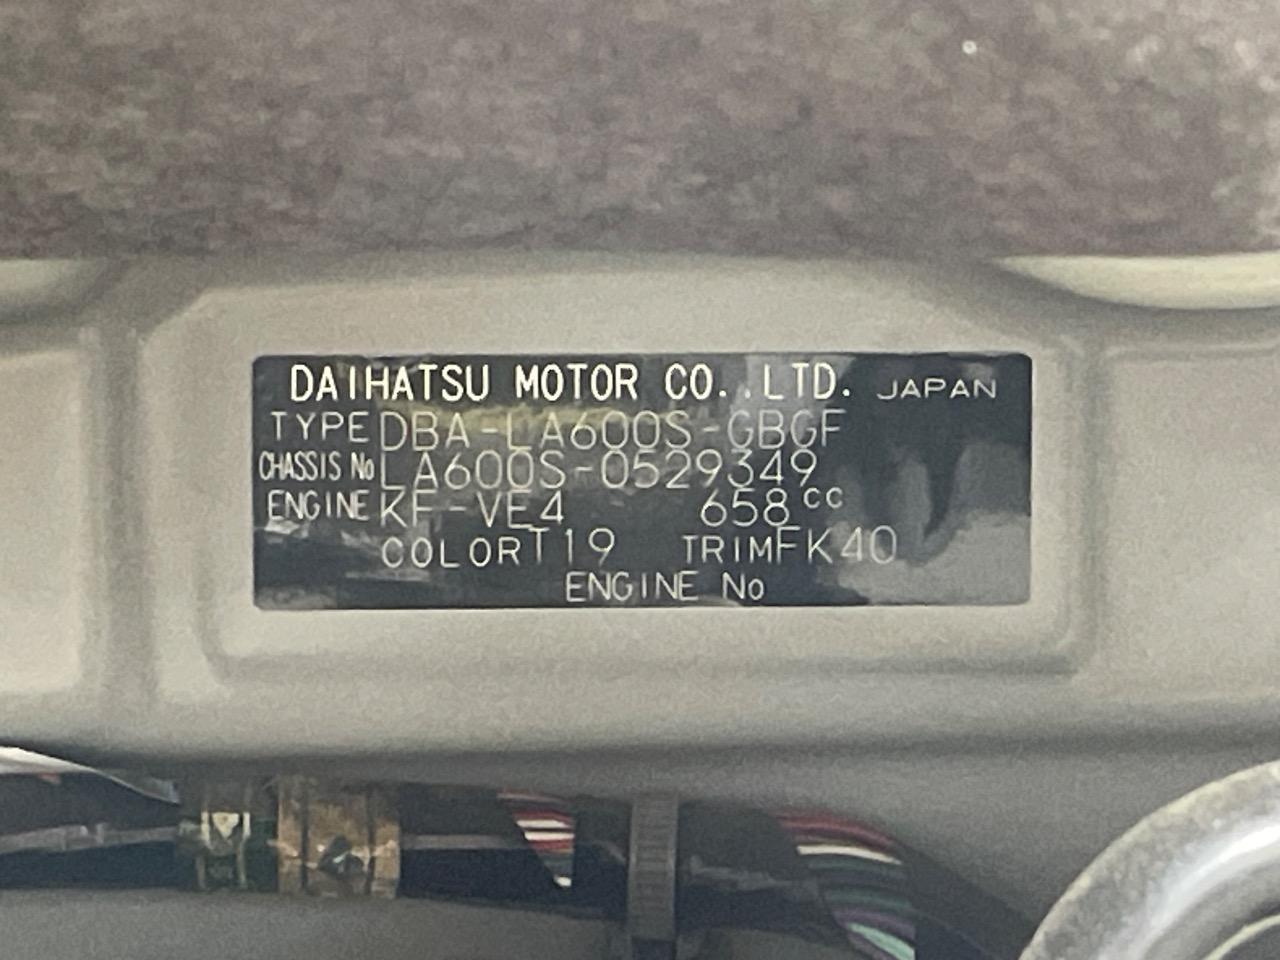 DAIHATSU MOTOR CO.,LTD. JAPAN
TYPE DBA-LA600S-GBGF
CHASSIS No LA600S-0529349
ENGINE KF-VE4 658cc
COLOR T19 TRIM FK40
ENGINE No